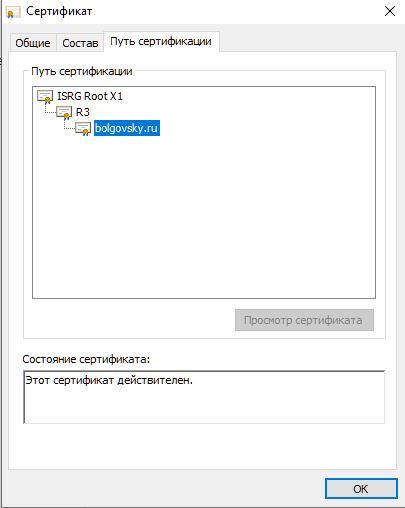 Сертификат
Общие Состав Путь сертификации
Путь сертификации
ISRG Root X1
R3
bolgovsky.ru
Просмотр сертификата
Состояние сертификата:
Этот сертификат действителен.
ОК